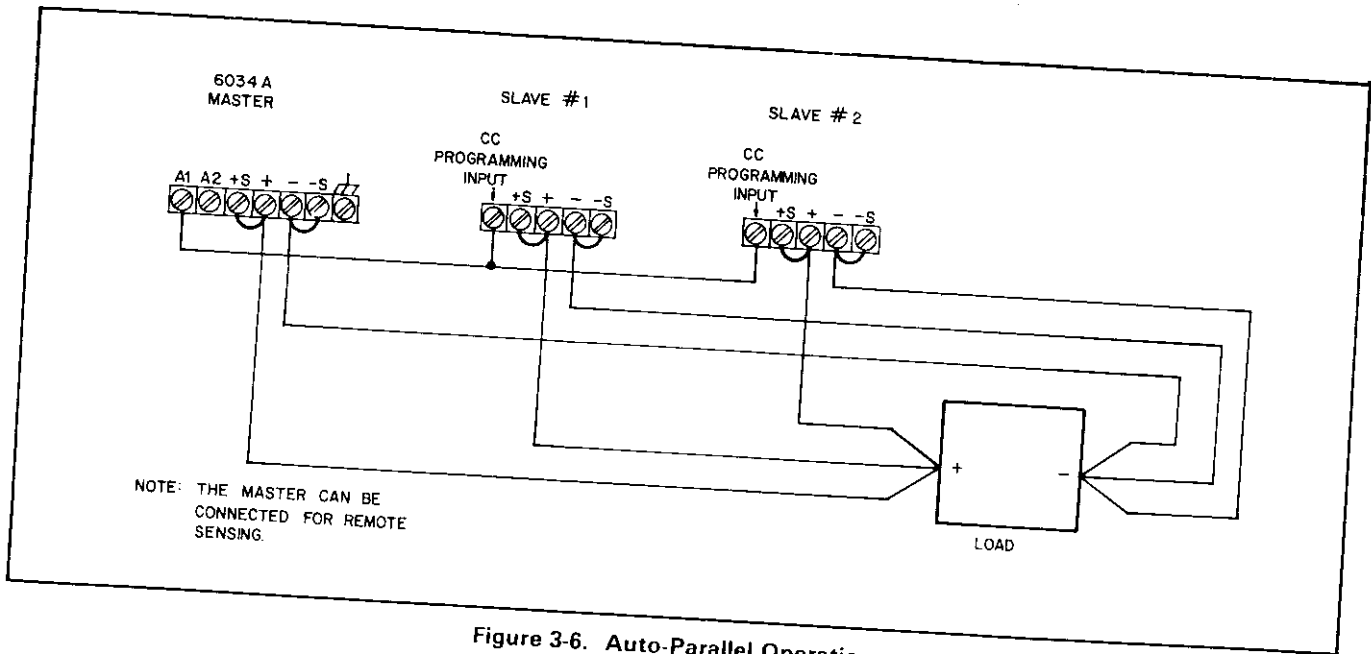 6034A
MASTER
SLAVE #1
SLAVE #2
CC
PROGRAMMING
INPUT
CC
PROGRAMMING
INPUT
A1 A2 +S + - -S
+S + - -S
+S + - -S
+ -
LOAD
NOTE: THE MASTER CAN BE
CONNECTED FOR REMOTE
SENSING.
Figure 3-6. Auto-Parallel